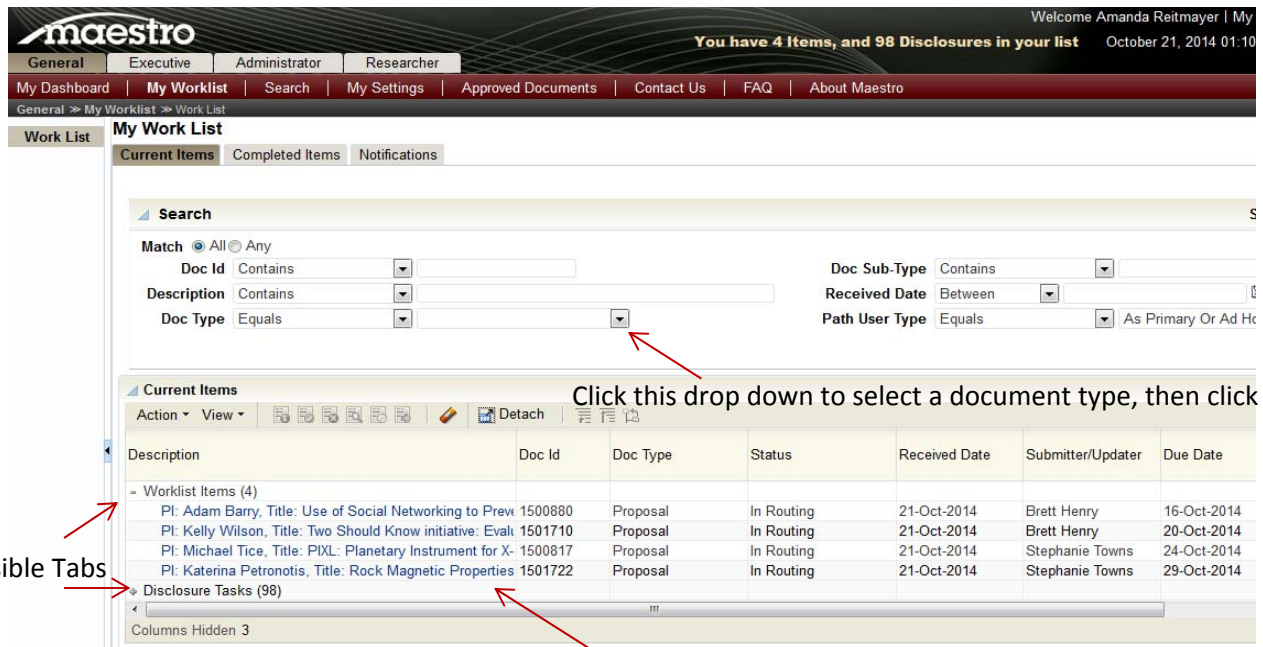 maestro
Welcome Amanda Reitmayer | My
You have 4 Items, and 98 Disclosures in your list October 21, 2014 01:10
General Executive Administrator Researcher
My Dashboard | My Worklist | Search | My Settings | Approved Documents | Contact Us | FAQ | About Maestro
General ≫ My Worklist ≫ Work List
Work List
My Work List
Current Items Completed Items Notifications
Search
Match All Any
Doc Id Contains Doc Sub-Type Contains
Description Contains Received Date Between
Doc Type Equals Path User Type Equals As Primary Or Ad Ho
Click this drop down to select a document type, then click
Current Items
Action View Detach
Description Doc Id Doc Type Status Received Date Submitter/Updater Due Date
Worklist Items (4)
PI: Adam Barry, Title: Use of Social Networking to Preve 1500880 Proposal In Routing 21-Oct-2014 Brett Henry 16-Oct-2014
PI: Kelly Wilson, Title: Two Should Know initiative: Evalu 1501710 Proposal In Routing 21-Oct-2014 Brett Henry 20-Oct-2014
PI: Michael Tice, Title: PIXL: Planetary Instrument for X- 1500817 Proposal In Routing 21-Oct-2014 Stephanie Towns 24-Oct-2014
PI: Katerina Petronotis, Title: Rock Magnetic Properties 1501722 Proposal In Routing 21-Oct-2014 Stephanie Towns 29-Oct-2014
sible Tabs
Disclosure Tasks (98)
Columns Hidden 3